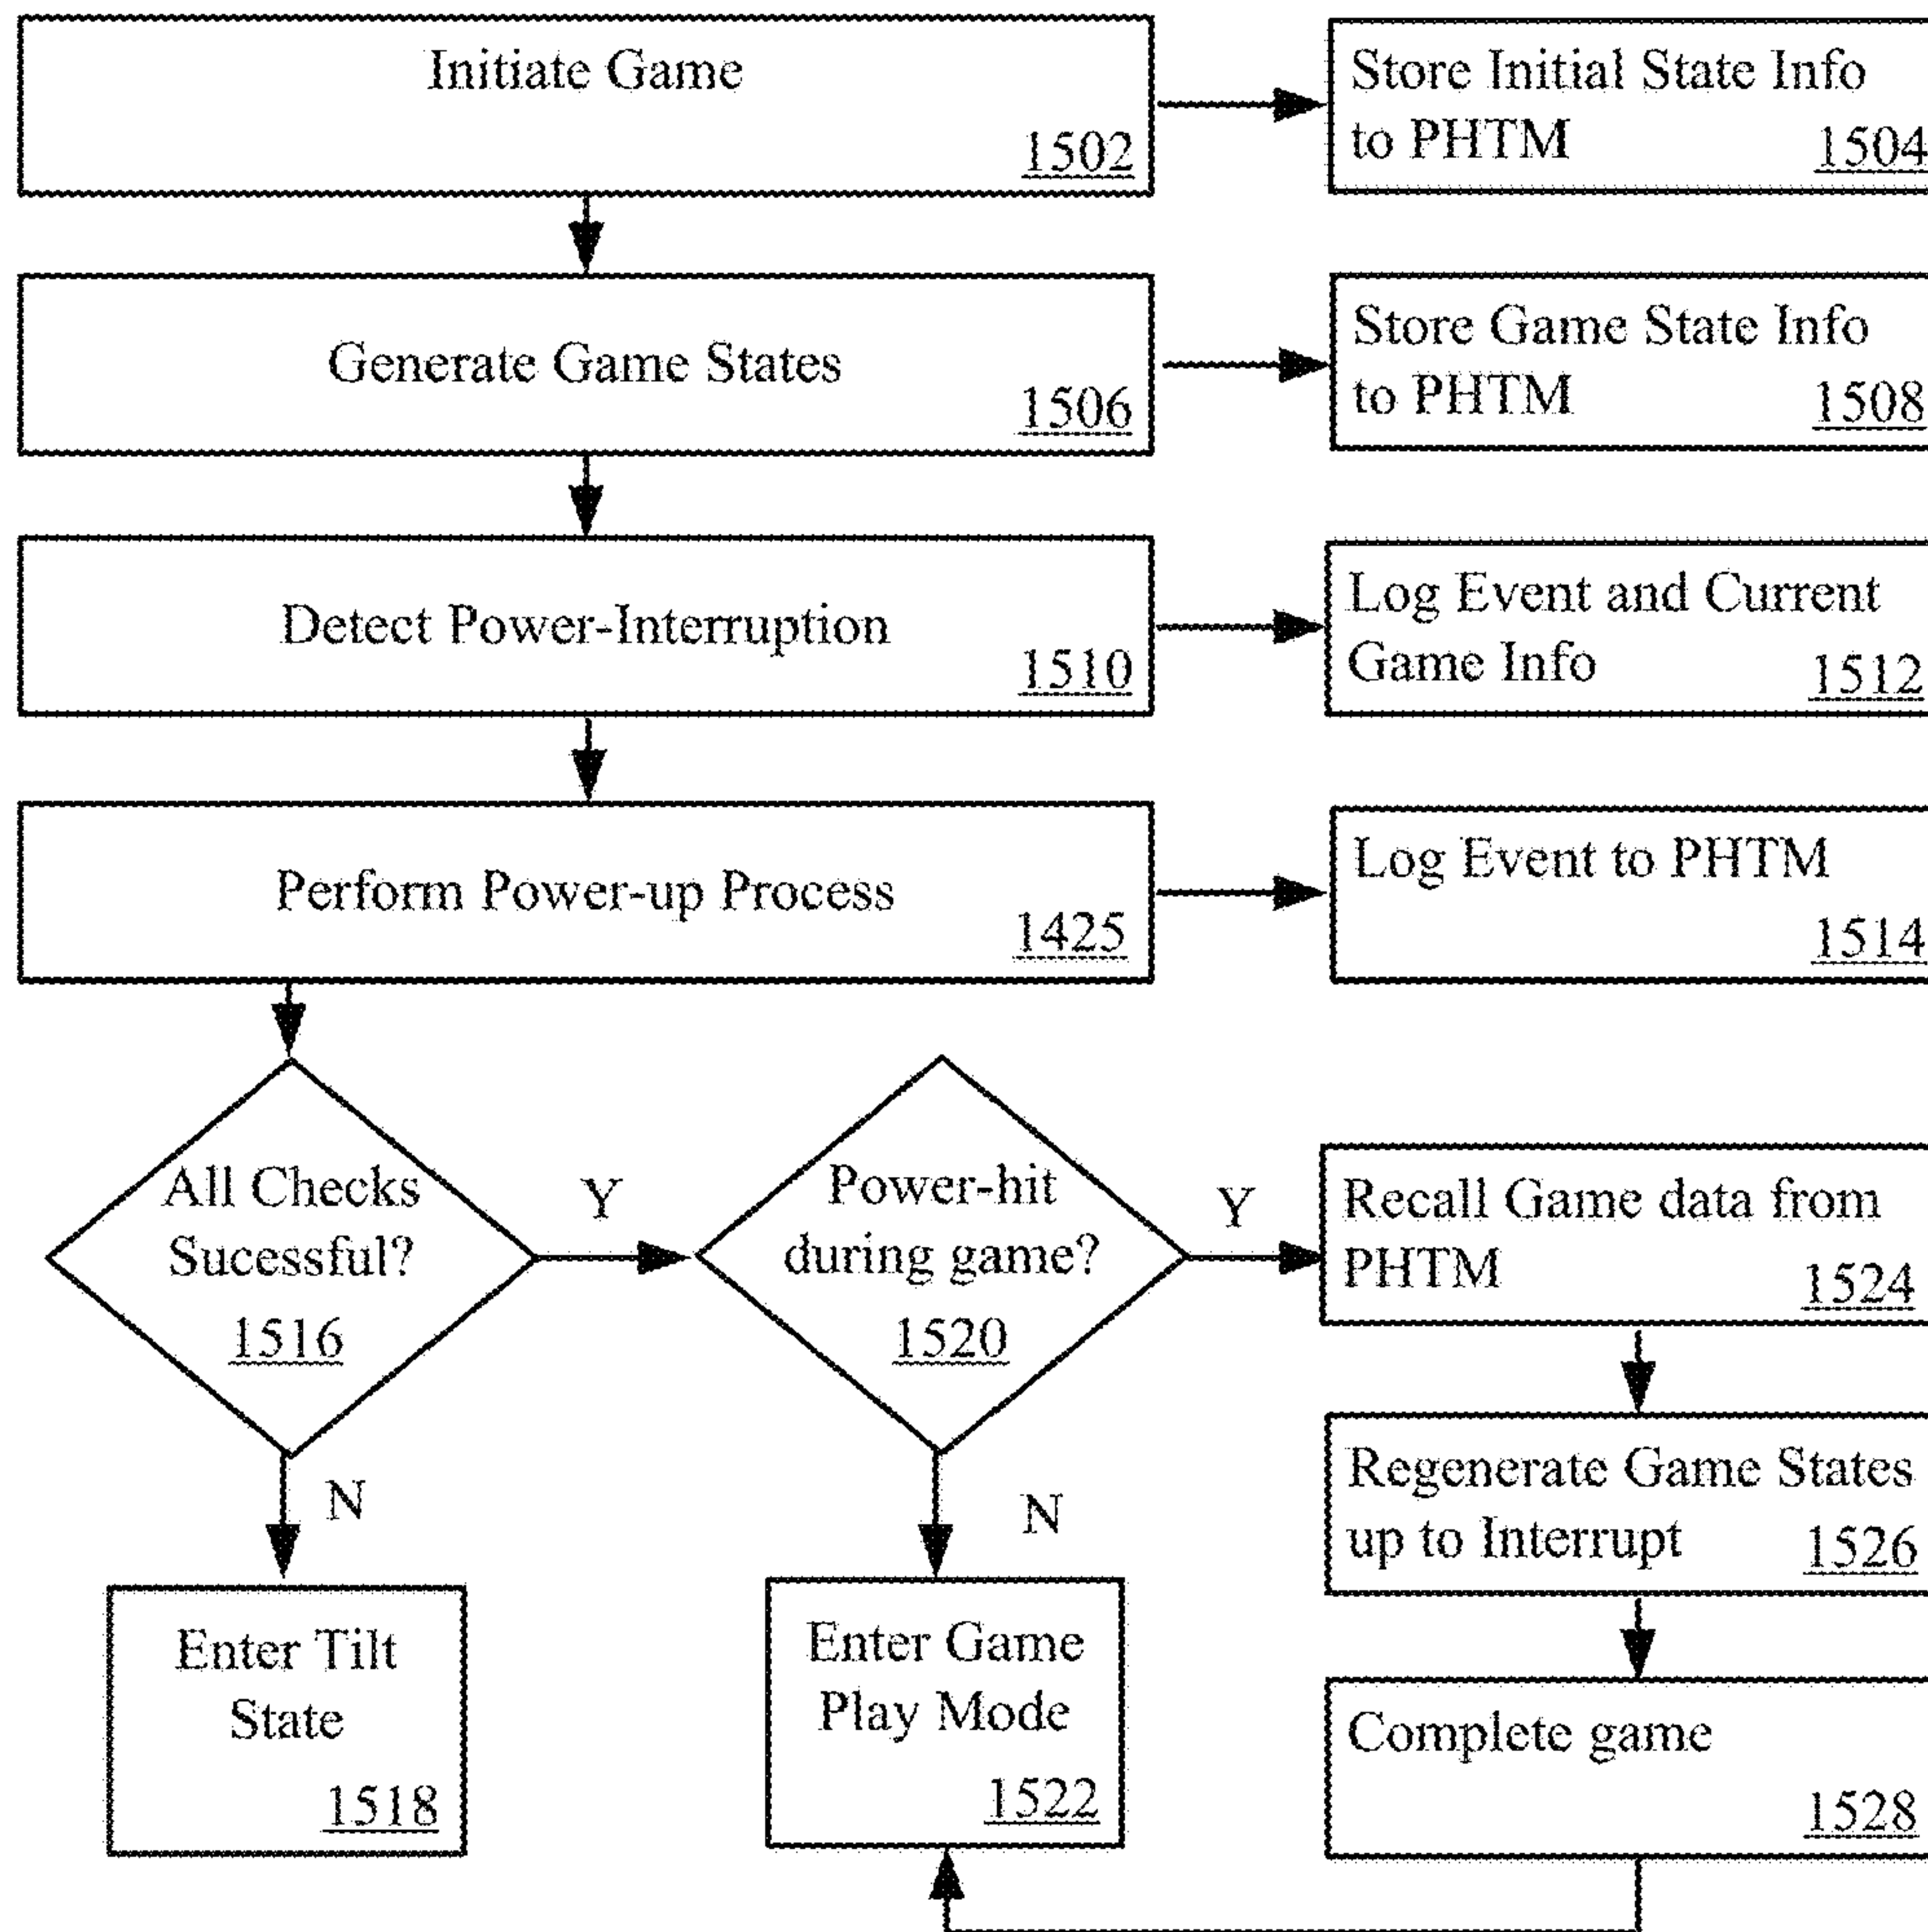 Initiate Game
1502
Store Initial State Info
to PHTM
1504
Generate Game States
1506
Store Game State Info
to PHTM
1508
Detect Power-Interruption
1510
Log Event and Current
Game Info
1512
Perform Power-up Process
1425
Log Event to PHTM
1514
All Checks
Sucessful?
1516
Y
N
Power-hit
during game?
1520
Y
N
Recall Game data from
PHTM
1524
Regenerate Game States
up to Interrupt
1526
Enter Tilt
State
1518
Enter Game
Play Mode
1522
Complete game
1528